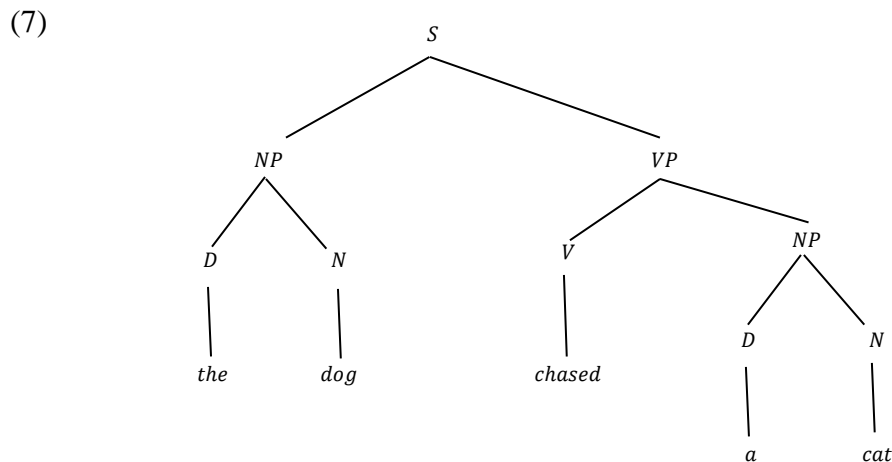 (7)
S
NP VP
D N V NP
the dog chased D N
a cat